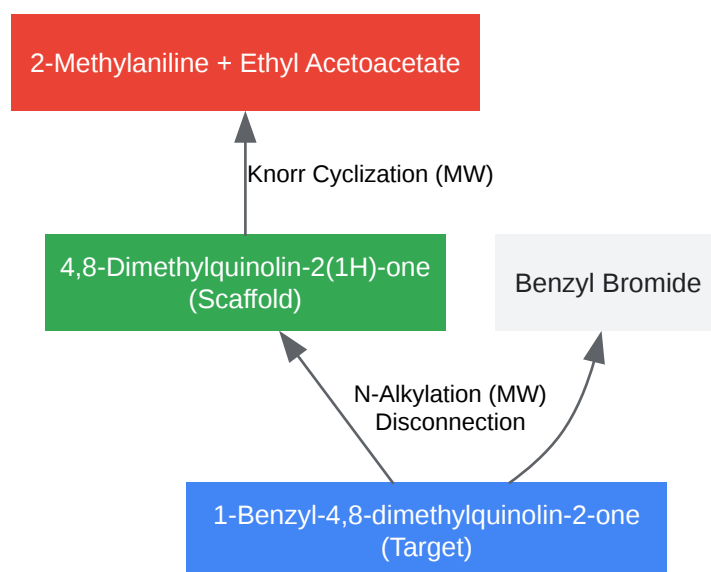 2-Methylaniline + Ethyl Acetoacetate
Knorr Cyclization (MW)
4,8-Dimethylquinolin-2(1H)-one
(Scaffold)
Benzyl Bromide
N-Alkylation (MW)
Disconnection
1-Benzyl-4,8-dimethylquinolin-2-one
(Target)